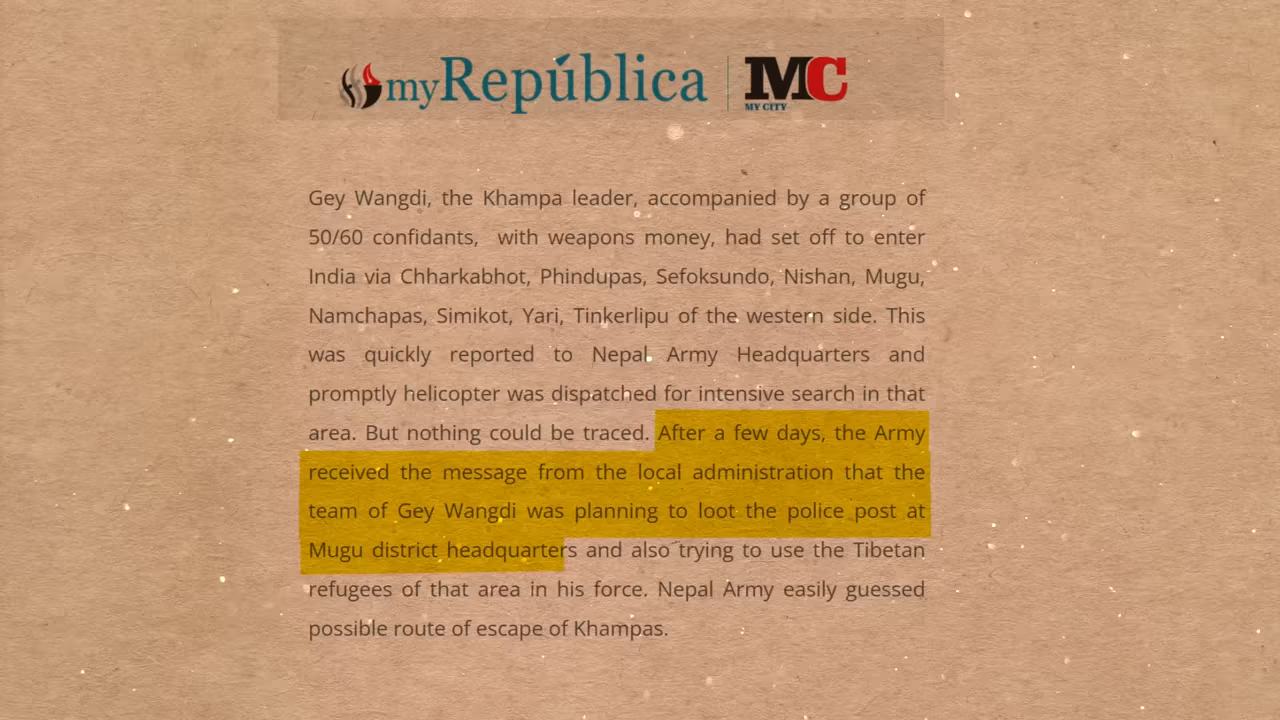 myRepública MC
MY CITY
Gey Wangdi, the Khampa leader, accompanied by a group of
50/60 confidants, with weapons money, had set off to enter
India via Chharkabhot, Phindupas, Sefoksundo, Nishan, Mugu,
Namchapas, Simikot, Yari, Tinkerlipu of the western side. This
was quickly reported to Nepal Army Headquarters and
promptly helicopter was dispatched for intensive search in that
area. But nothing could be traced. After a few days, the Army
received the message from the local administration that the
team of Gey Wangdi was planning to loot the police post at
Mugu district headquarters and also trying to use the Tibetan
refugees of that area in his force. Nepal Army easily guessed
possible route of escape of Khampas.